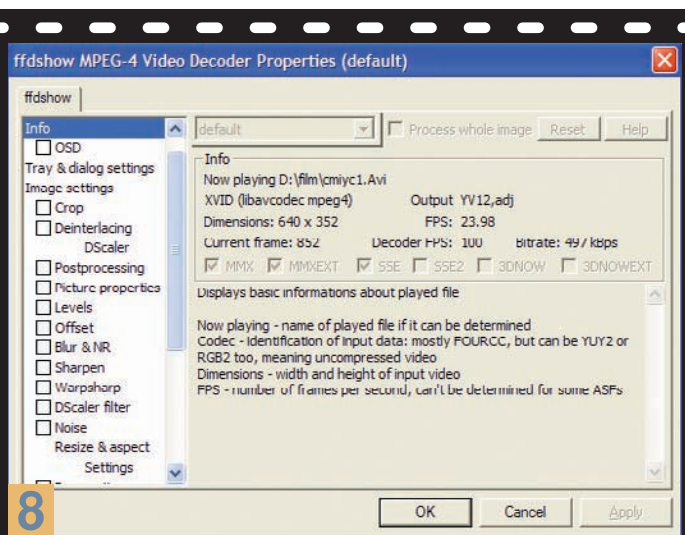 ffdshow MPEG-4 Video Decoder Properties (default)
ffdshow
Info
OSD
Tray & dialog settings
Image settings
Crop
Deinterlacing
DScaler
Postprocessing
Picture properties
Levels
Offset
Blur & NR
Sharpen
Warpsharp
DScaler filter
Noise
Resize & aspect
Settings
default
Process whole image
Reset
Help
Info
Now playing D:\film\cmiyc1.Avi
XVID (libavcodec mpeg4) Output YV12,adj
Dimensions: 640 x 352 FPS: 23.98
Current frame: 852 Decoder FPS: 100 Bitrate: 497 kBps
MMX MMXEXT SSE SSE2 3DNOW 3DNOWEXT
Displays basic informations about played file
Now playing - name of played file if it can be determined
Codec - identification of input data: mostly FOURCC, but can be YUY2 or
RGB2 too, meaning uncompressed video
Dimensions - width and height of input video
FPS - number of frames per second, can't be determined for some ASFs
OK Cancel Apply
8